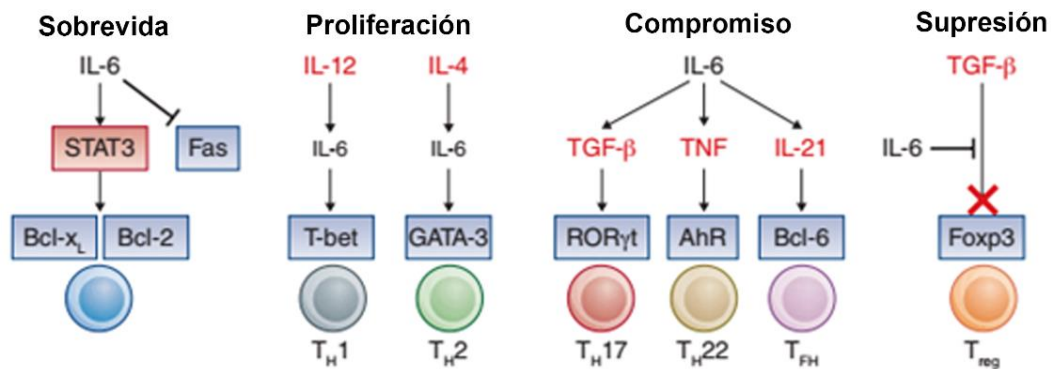 Sobrevida
IL-6
STAT3
Fas
Bcl-xL
Bcl-2
Proliferación
IL-12
IL-4
IL-6
IL-6
T-bet
GATA-3
TH1
TH2
Compromiso
IL-6
TGF-β
TNF
IL-21
RORγt
AhR
Bcl-6
TH17
TH22
TFH
Supresión
TGF-β
IL-6
Foxp3
Treg